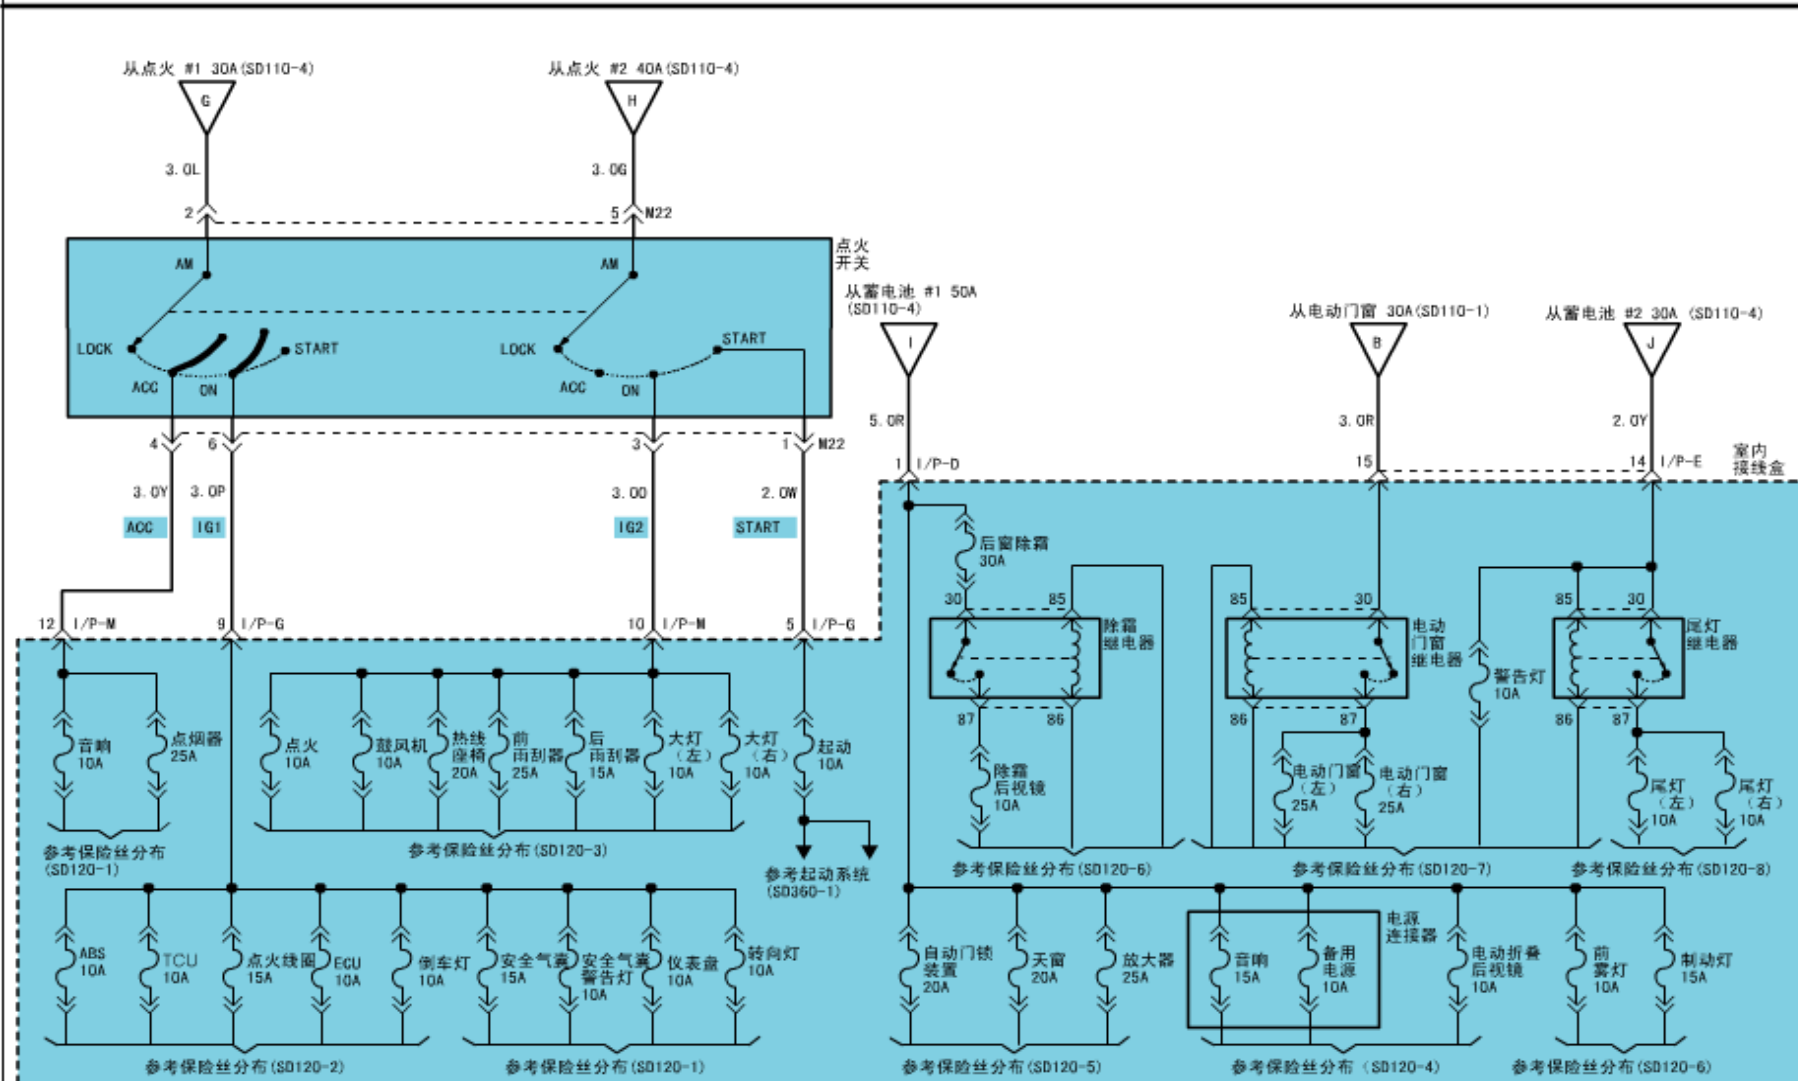 从点火 #1 30A(SD110-4)
从点火 #2 40A(SD110-4)
G
H
3.0L
3.0G
2
5
M22
点火
开关
AM
AM
LOCK
ACC
ON
START
LOCK
ACC
ON
START
从蓄电池 #1 50A
(SD110-4)
从电动门窗 30A(SD110-1)
从蓄电池 #2 30A (SD110-4)
I
B
J
5.0R
3.0R
2.0Y
4
6
3
1
M22
1
I/P-D
15
14
I/P-E
室内
接线盒
3.0Y
3.0P
3.0O
2.0W
ACC
IG1
IG2
START
后窗除霜
30A
12
I/P-M
9
I/P-G
10
I/P-M
5
I/P-G
30
85
除霜
继电器
87
86
85
30
电动
门窗
继电器
86
87
警告灯
10A
85
30
尾灯
继电器
86
87
音响
10A
点烟器
25A
点火
10A
鼓风机
10A
热线
座椅
20A
前
雨刮器
25A
后
雨刮器
15A
大灯
（左）
10A
大灯
（右）
10A
起动
10A
除霜
后视镜
10A
电动门窗
（左）
25A
电动门窗
（右）
25A
尾灯
（左）
10A
尾灯
（右）
10A
参考保险丝分布
(SD120-1)
参考保险丝分布(SD120-3)
参考起动系统
(SD360-1)
参考保险丝分布(SD120-6)
参考保险丝分布(SD120-7)
参考保险丝分布(SD120-8)
ABS
10A
TCU
10A
点火线圈
15A
ECU
10A
倒车灯
10A
安全气囊
15A
安全气囊
警告灯
10A
仪表盘
10A
转向灯
10A
自动门锁
装置
20A
天窗
20A
放大器
25A
音响
15A
备用
电源
10A
电源
连接器
电动折叠
后视镜
10A
前
雾灯
10A
制动灯
15A
参考保险丝分布(SD120-2)
参考保险丝分布(SD120-1)
参考保险丝分布(SD120-5)
参考保险丝分布 (SD120-4)
参考保险丝分布(SD120-6)